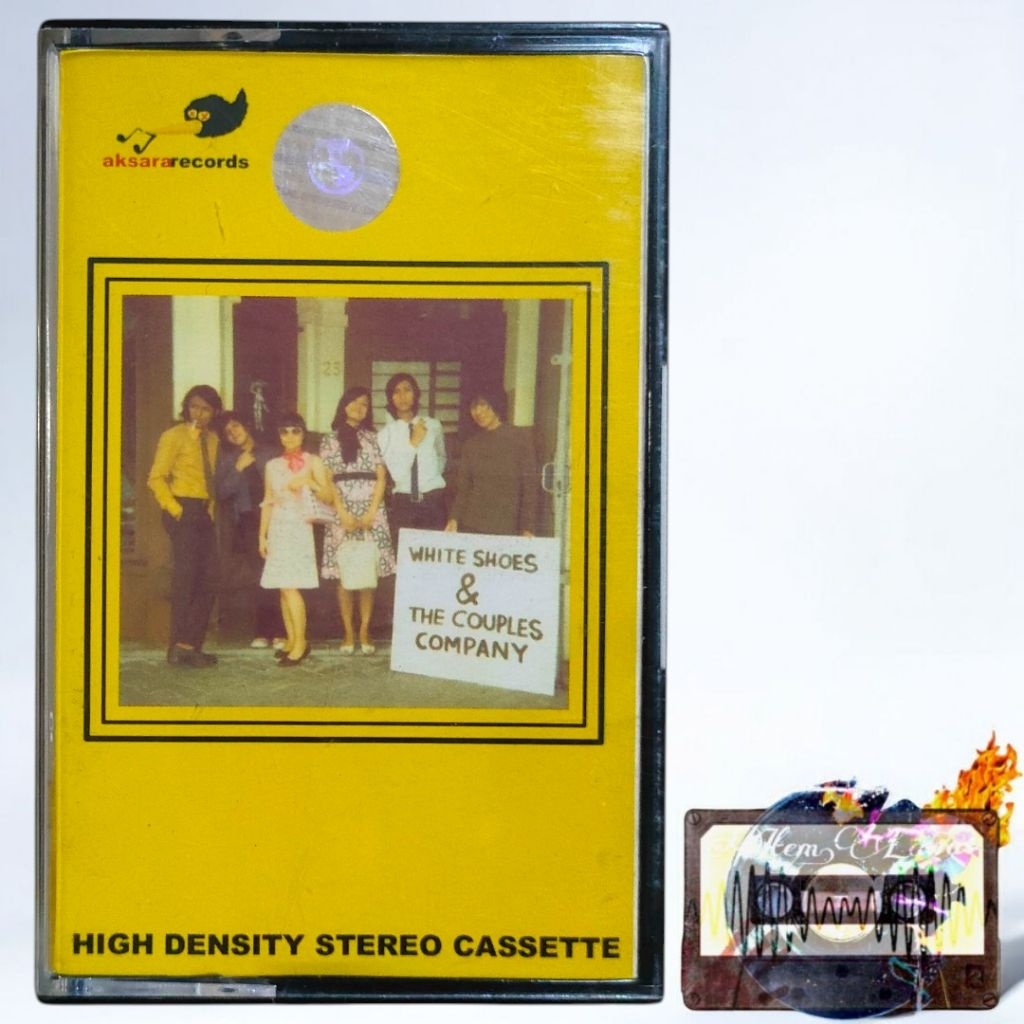 aksararecords
25
WHITE SHOES
&
THE COUPLES
COMPANY
HIGH DENSITY STEREO CASSETTE